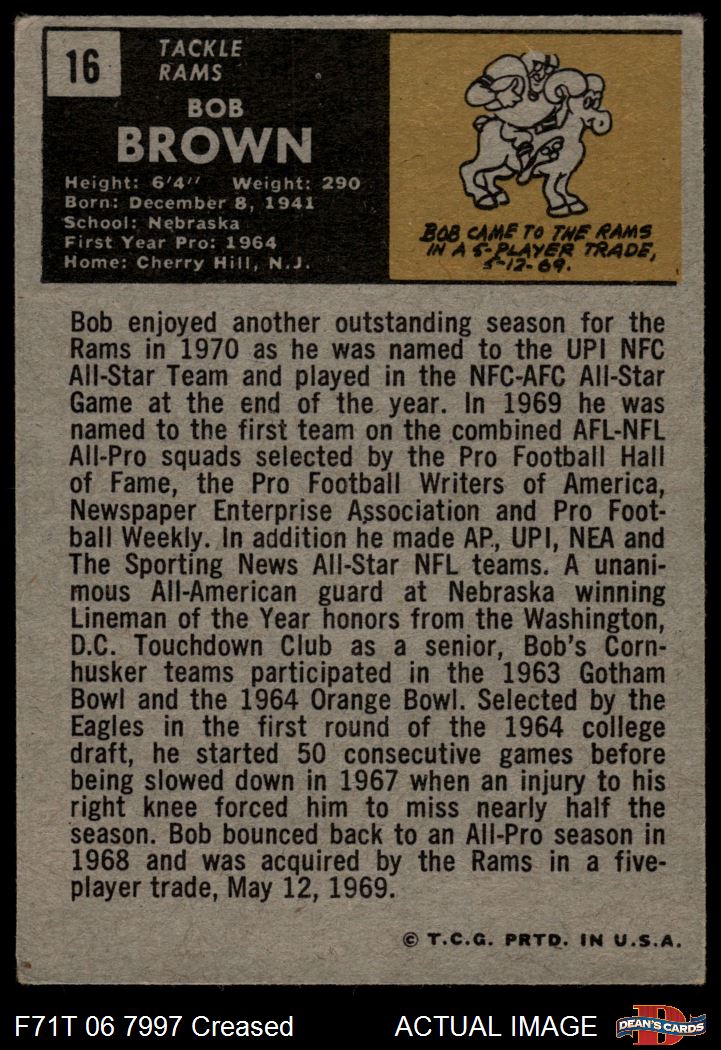 16
TACKLE
RAMS
BOB
BROWN
Height: 6'4" Weight: 290
Born: December 8, 1941
School: Nebraska
First Year Pro: 1964
Home: Cherry Hill, N.J.
BOB CAME TO THE RAMS
IN A 5-PLAYER TRADE,
5-12-69.
Bob enjoyed another outstanding season for the
Rams in 1970 as he was named to the UPI NFC
All-Star Team and played in the NFC-AFC All-Star
Game at the end of the year. In 1969 he was
named to the first team on the combined AFL-NFL
All-Pro squads selected by the Pro Football Hall
of Fame, the Pro Football Writers of America,
Newspaper Enterprise Association and Pro Foot-
ball Weekly. In addition he made AP, UPI, NEA and
The Sporting News All-Star NFL teams. A unani-
mous All-American guard at Nebraska winning
Lineman of the Year honors from the Washington,
D.C. Touchdown Club as a senior, Bob's Corn-
husker teams participated in the 1963 Gotham
Bowl and the 1964 Orange Bowl. Selected by the
Eagles in the first round of the 1964 college
draft, he started 50 consecutive games before
being slowed down in 1967 when an injury to his
right knee forced him to miss nearly half the
season. Bob bounced back to an All-Pro season in
1968 and was acquired by the Rams in a five-
player trade, May 12, 1969.
© T.C.G. PRTD. IN U.S.A.
F71T 06 7997 Creased
ACTUAL IMAGE
D
DEAN'S CARDS